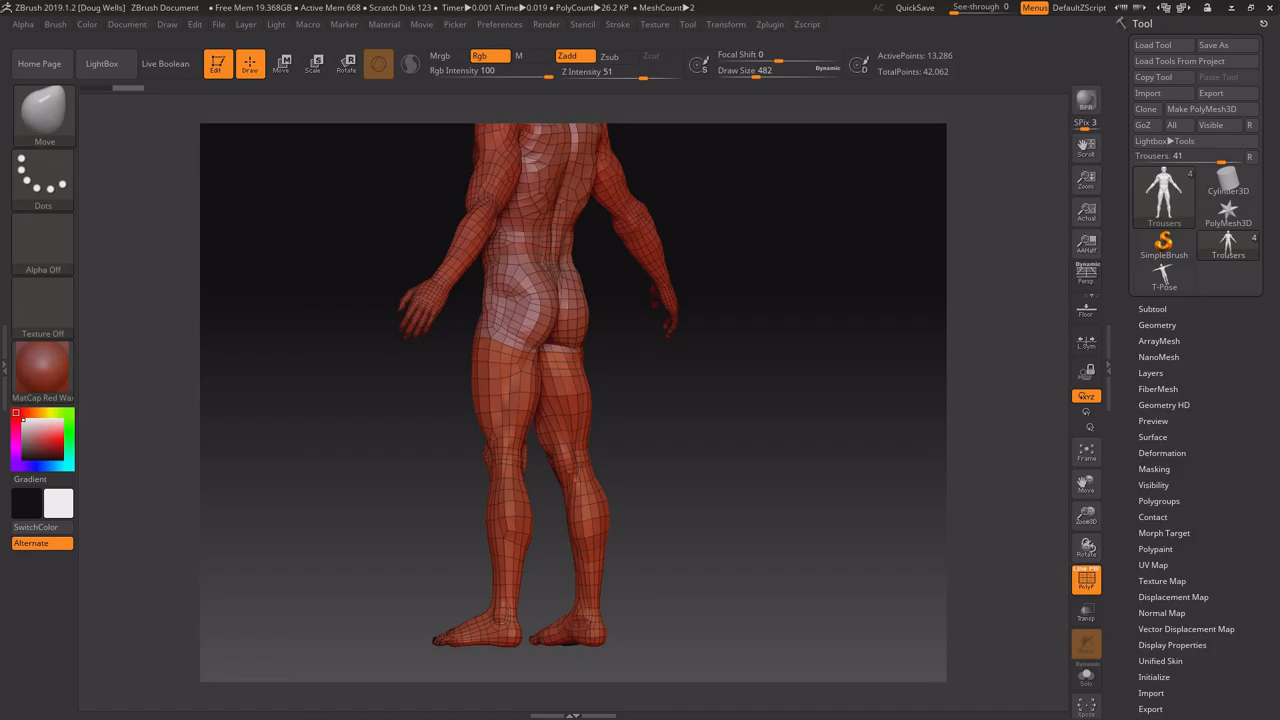 ZBrush 2019.1.2 [Doug Wells] ZBrush Document • Free Mem 19.368GB • Active Mem 668 • Scratch Disk 123 • Timer▶0.001 ATime▶0.019 • PolyCount▶26.2 KP • MeshCount▶2 AC QuickSave See-through 0 Menus DefaultZScript
Alpha Brush Color Document Draw Edit File Layer Light Macro Marker Material Movie Picker Preferences Render Stencil Stroke Texture Tool Transform Zplugin Zscript
Home Page
LightBox
Live Boolean
Edit
Draw
Move
Scale
Rotate
Mrgb Rgb M
Rgb Intensity 100
Zadd Zsub Zcut
Z Intensity 51
S
Focal Shift 0
Draw Size 482 Dynamic
D
ActivePoints: 13,286
TotalPoints: 42,062
Move
Dots
Alpha Off
Texture Off
MatCap Red Wax
Gradient
SwitchColor
Alternate
BPR
SPix 3
Scroll
Zoom
Actual
AAHalf
Dynamic
Persp
Floor
L.Sym
XYZ
Frame
Move
Zoom3D
Rotate
Line Fill
PolyF
Transp
Dynamic
Solo
Xpose
Tool
Load Tool Save As
Load Tools From Project
Copy Tool Paste Tool
Import Export
Clone Make PolyMesh3D
GoZ All Visible R
Lightbox▶Tools
Trousers. 41 R
4
Trousers
Cylinder3D
PolyMesh3D
SimpleBrush
4
Trousers
T-Pose
Subtool
Geometry
ArrayMesh
NanoMesh
Layers
FiberMesh
Geometry HD
Preview
Surface
Deformation
Masking
Visibility
Polygroups
Contact
Morph Target
Polypaint
UV Map
Texture Map
Displacement Map
Normal Map
Vector Displacement Map
Display Properties
Unified Skin
Initialize
Import
Export